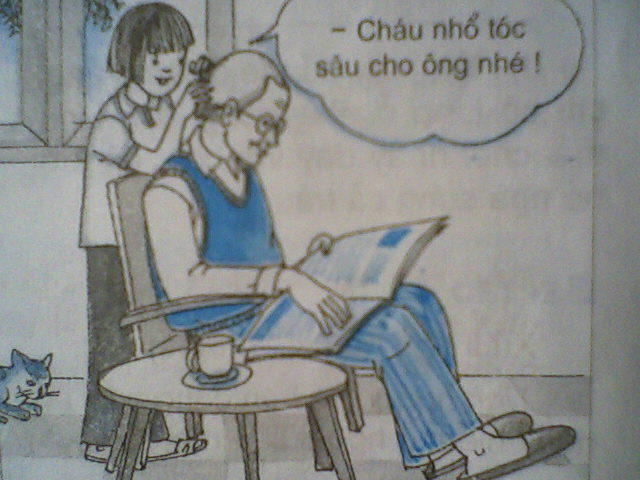 - Cháu nhổ tóc
sâu cho ông nhé !